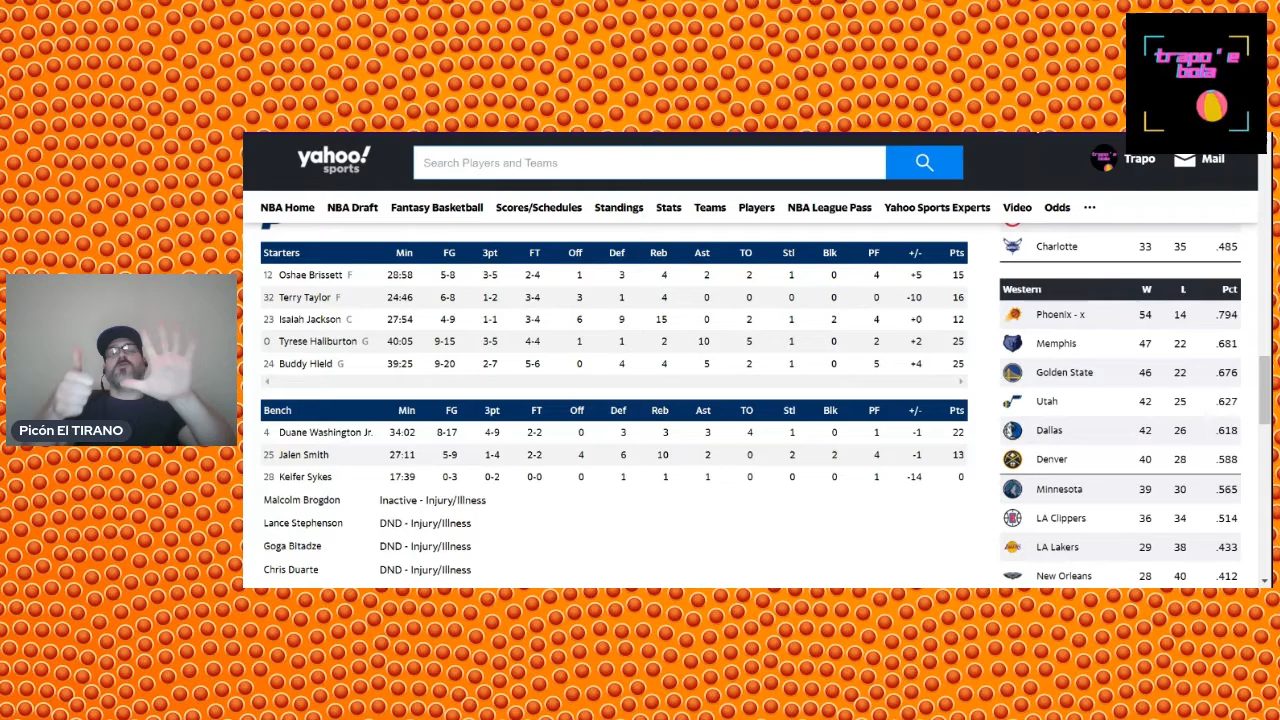 trapo'e
bola
yahoo!
sports
Search Players and Teams
Trapo
Mail
NBA Home NBA Draft Fantasy Basketball Scores/Schedules Standings Stats Teams Players NBA League Pass Yahoo Sports Experts Video Odds ...
Starters Min FG 3pt FT Off Def Reb Ast TO Stl Blk PF +/- Pts
12 Oshae Brissett F 28:58 5-8 3-5 2-4 1 3 4 2 2 1 0 4 +5 15
32 Terry Taylor F 24:46 6-8 1-2 3-4 3 1 4 0 0 0 0 0 -10 16
23 Isaiah Jackson C 27:54 4-9 1-1 3-4 6 9 15 0 2 1 2 4 +0 12
0 Tyrese Haliburton G 40:05 9-15 3-5 4-4 1 1 2 10 5 1 0 2 +2 25
24 Buddy Hield G 39:25 9-20 2-7 5-6 0 4 4 5 2 1 0 5 +4 25
Bench Min FG 3pt FT Off Def Reb Ast TO Stl Blk PF +/- Pts
4 Duane Washington Jr. 34:02 8-17 4-9 2-2 0 3 3 3 4 1 0 1 -1 22
25 Jalen Smith 27:11 5-9 1-4 2-2 4 6 10 2 0 2 2 4 -1 13
28 Keifer Sykes 17:39 0-3 0-2 0-0 0 1 1 1 0 0 0 1 -14 0
Malcolm Brogdon Inactive - Injury/Illness
Lance Stephenson DND - Injury/Illness
Goga Bitadze DND - Injury/Illness
Chris Duarte DND - Injury/Illness
Charlotte 33 35 .485
Western W L Pct
Phoenix - x 54 14 .794
Memphis 47 22 .681
Golden State 46 22 .676
Utah 42 25 .627
Dallas 42 26 .618
Denver 40 28 .588
Minnesota 39 30 .565
LA Clippers 36 34 .514
LA Lakers 29 38 .433
New Orleans 28 40 .412
Picón El TIRANO